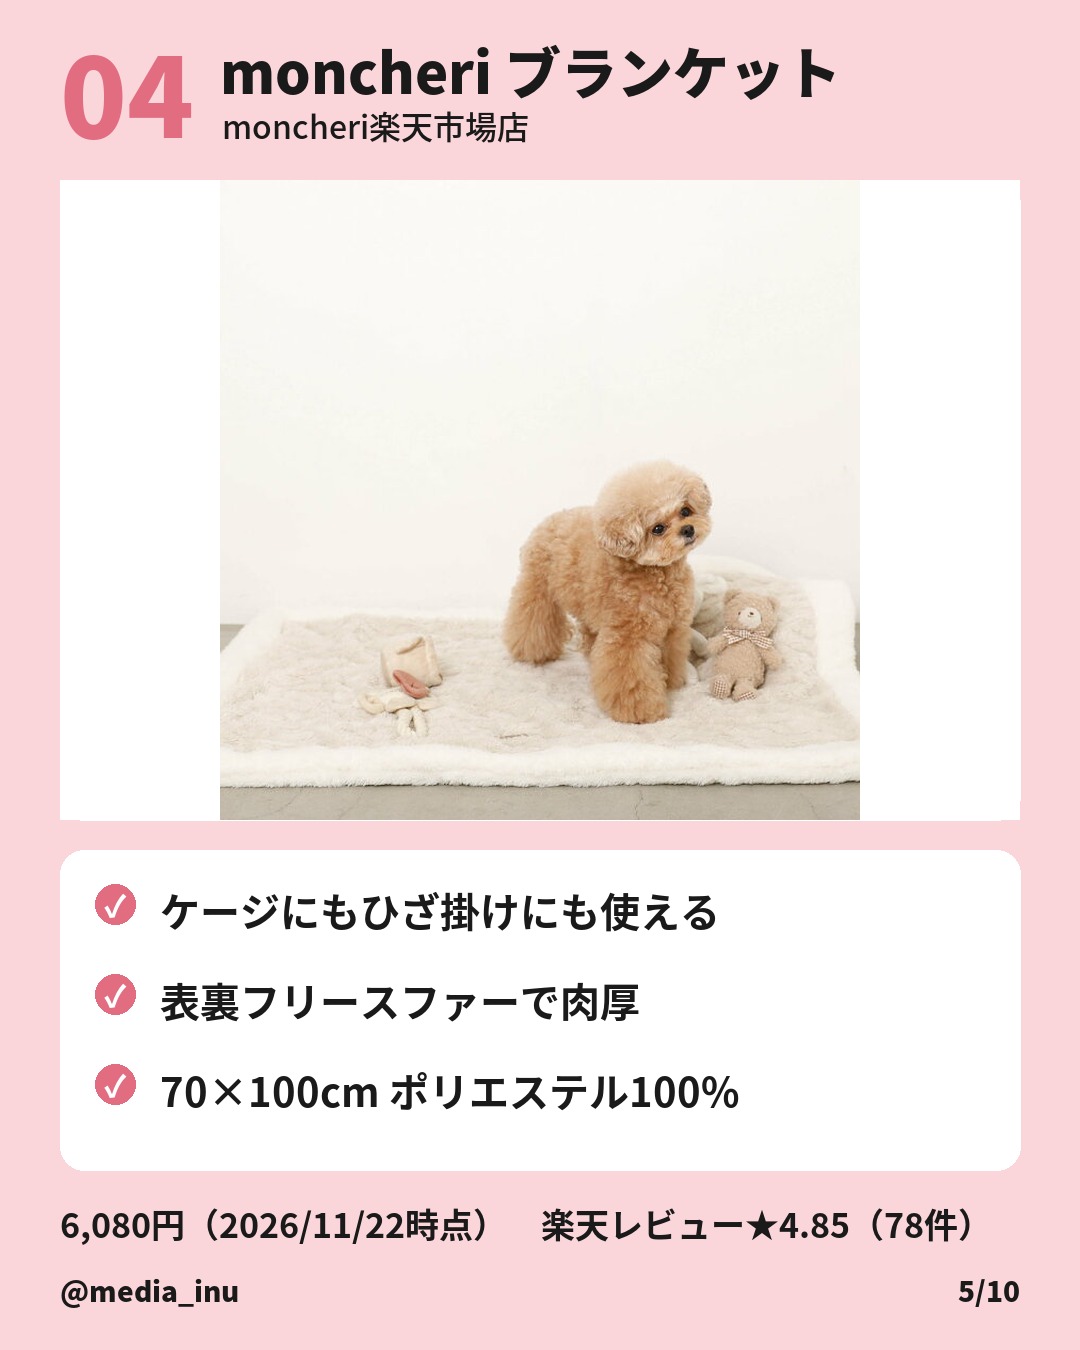 04
moncheri ブランケット
moncheri楽天市場店
ケージにもひざ掛けにも使える
表裏フリースファーで肉厚
70×100cm ポリエステル100%
6,080円（2026/11/22時点）　楽天レビュー★4.85（78件）
@media_inu
5/10